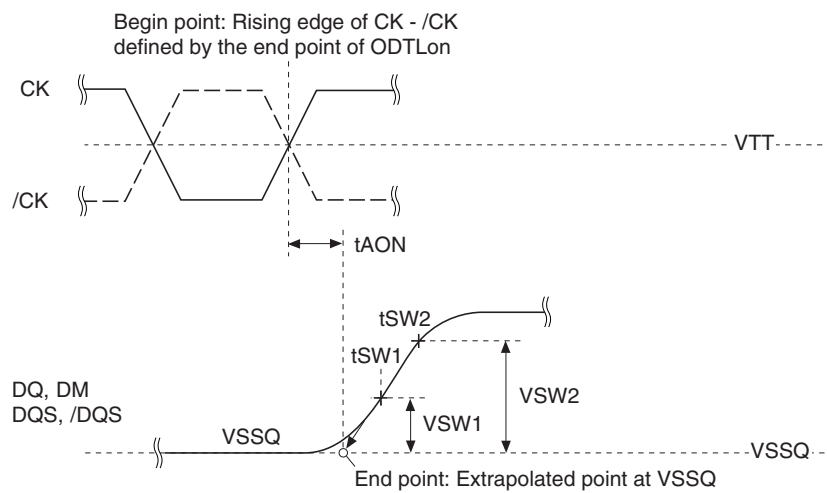 Begin point: Rising edge of CK - /CK
defined by the end point of ODTLon
CK
VTT
/CK
tAON
tSW2
tSW1
DQ, DM
DQS, /DQS
VSW2
VSW1
VSSQ
VSSQ
End point: Extrapolated point at VSSQ